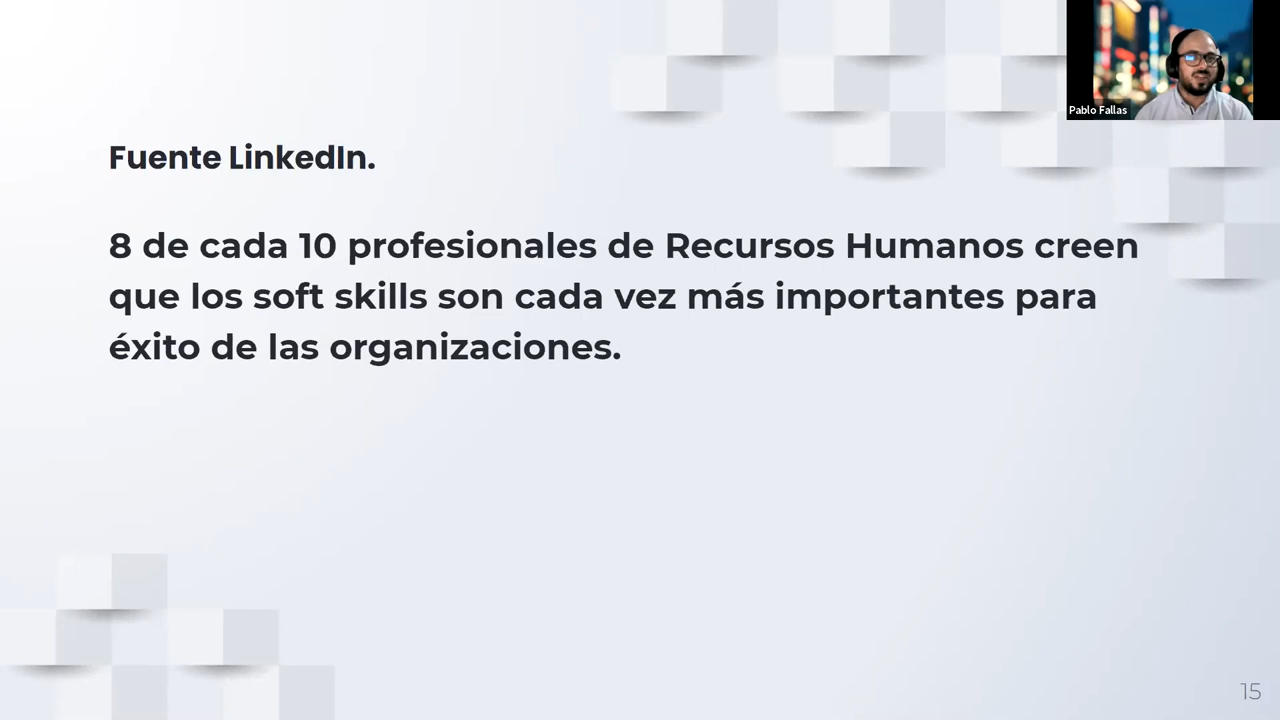 Pablo Fallas
Fuente LinkedIn.
8 de cada 10 profesionales de Recursos Humanos creen
que los soft skills son cada vez más importantes para
éxito de las organizaciones.
15